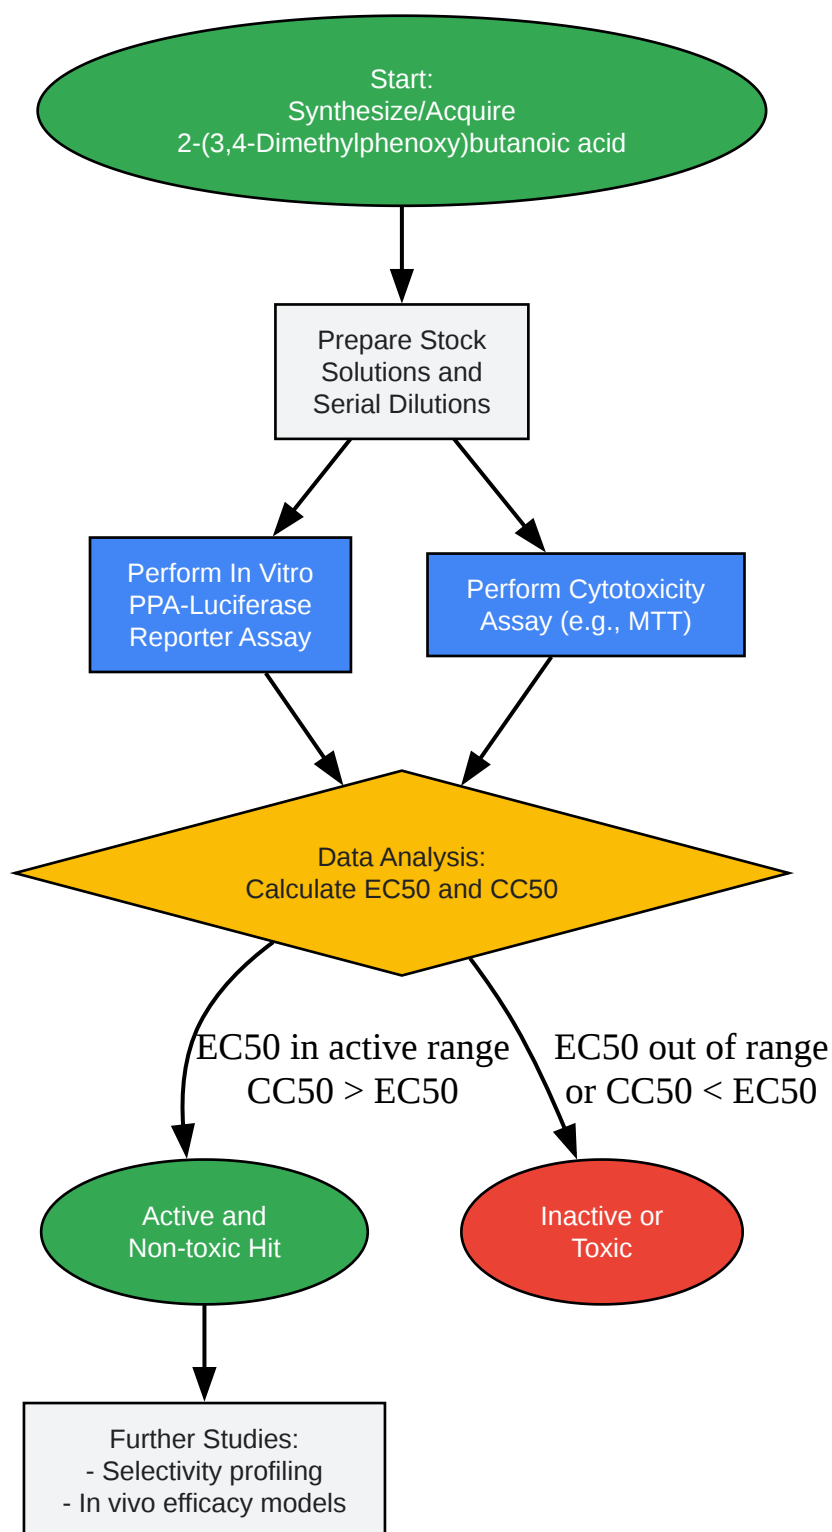 Start:
Synthesize/Acquire
2-(3,4-Dimethylphenoxy)butanoic acid
Prepare Stock
Solutions and
Serial Dilutions
Perform In Vitro
PPA-Luciferase
Reporter Assay
Perform Cytotoxicity
Assay (e.g., MTT)
Data Analysis:
Calculate EC50 and CC50
EC50 in active range
CC50 > EC50
EC50 out of range
or CC50 < EC50
Active and
Non-toxic Hit
Inactive or
Toxic
Further Studies:
- Selectivity profiling
- In vivo efficacy models